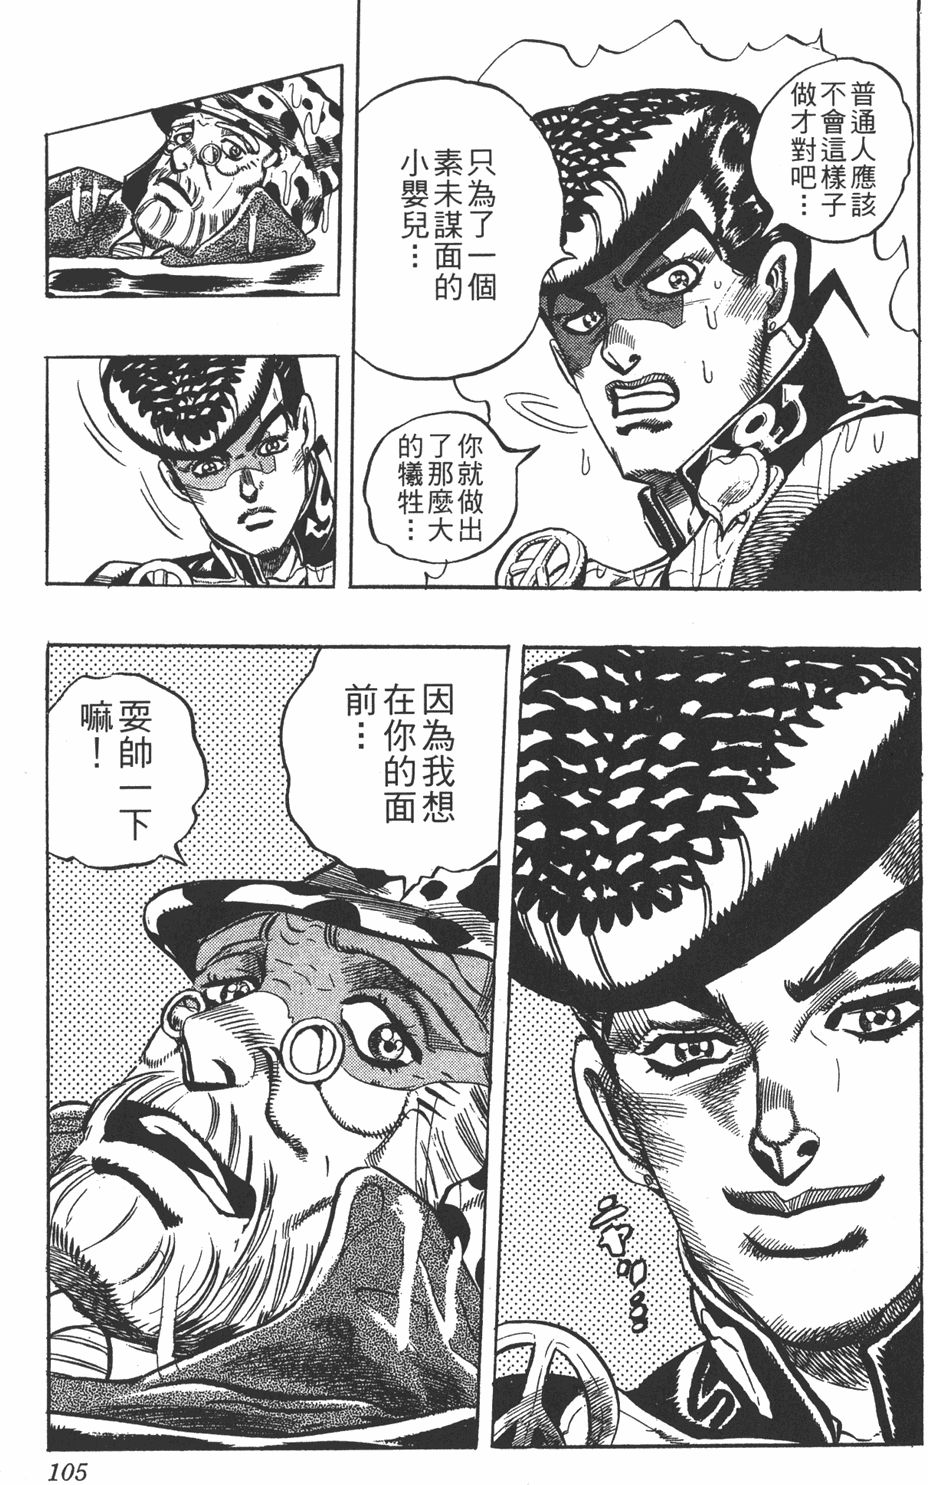 普通人應該
不會這樣子
做才對吧…
只為了一個
素未謀面的
小嬰兒…
你就做出
了那麼大
的犧牲…
因為我想
在你的面
前…
耍帥一下
嘛！
105